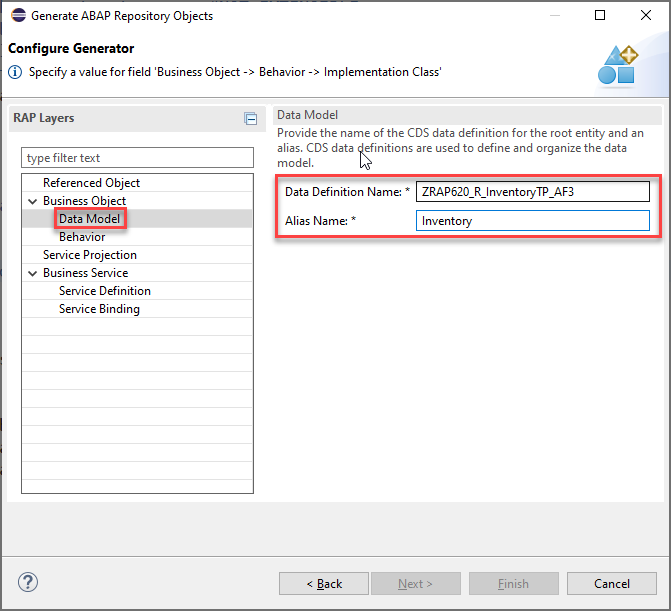 Generate ABAP Repository Objects
Configure Generator
Specify a value for field 'Business Object -> Behavior -> Implementation Class'
RAP Layers
type filter text
Referenced Object
Business Object
Data Model
Behavior
Service Projection
Business Service
Service Definition
Service Binding
Data Model
Provide the name of the CDS data definition for the root entity and an
alias. CDS data definitions are used to define and organize the data
model.
Data Definition Name: * ZRAP620_R_InventoryTP_AF3
Alias Name: * Inventory
< Back Next > Finish Cancel